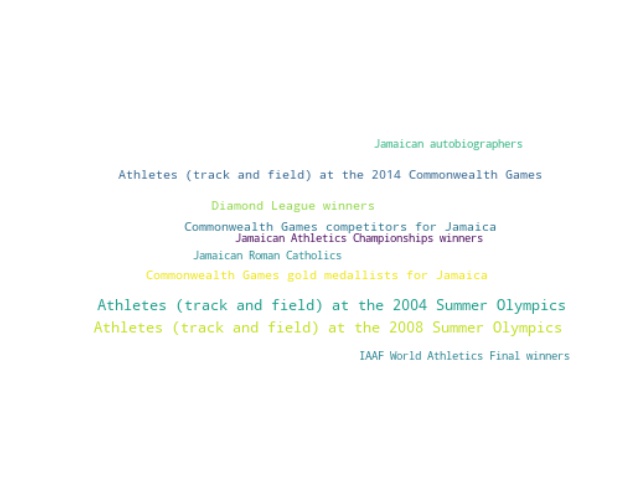 Jamaican autobiographers
Athletes (track and field) at the 2014 Commonwealth Games
Diamond League winners
Commonwealth Games competitors for Jamaica
Jamaican Athletics Championships winners
Jamaican Roman Catholics
Commonwealth Games gold medallists for Jamaica
Athletes (track and field) at the 2004 Summer Olympics
Athletes (track and field) at the 2008 Summer Olympics
IAAF World Athletics Final winners